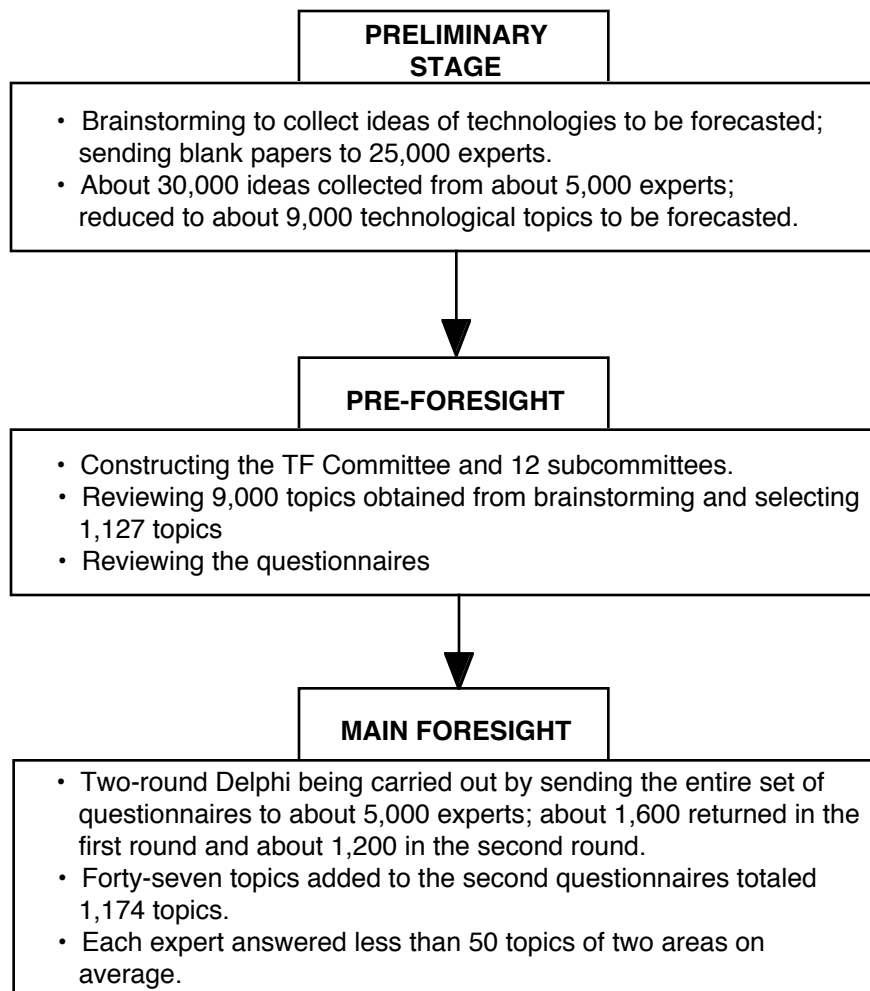 PRELIMINARY
STAGE
• Brainstorming to collect ideas of technologies to be forecasted;
sending blank papers to 25,000 experts.
• About 30,000 ideas collected from about 5,000 experts;
reduced to about 9,000 technological topics to be forecasted.
PRE-FORESIGHT
• Constructing the TF Committee and 12 subcommittees.
• Reviewing 9,000 topics obtained from brainstorming and selecting
1,127 topics
• Reviewing the questionnaires
MAIN FORESIGHT
• Two-round Delphi being carried out by sending the entire set of
questionnaires to about 5,000 experts; about 1,600 returned in the
first round and about 1,200 in the second round.
• Forty-seven topics added to the second questionnaires totaled
1,174 topics.
• Each expert answered less than 50 topics of two areas on
average.